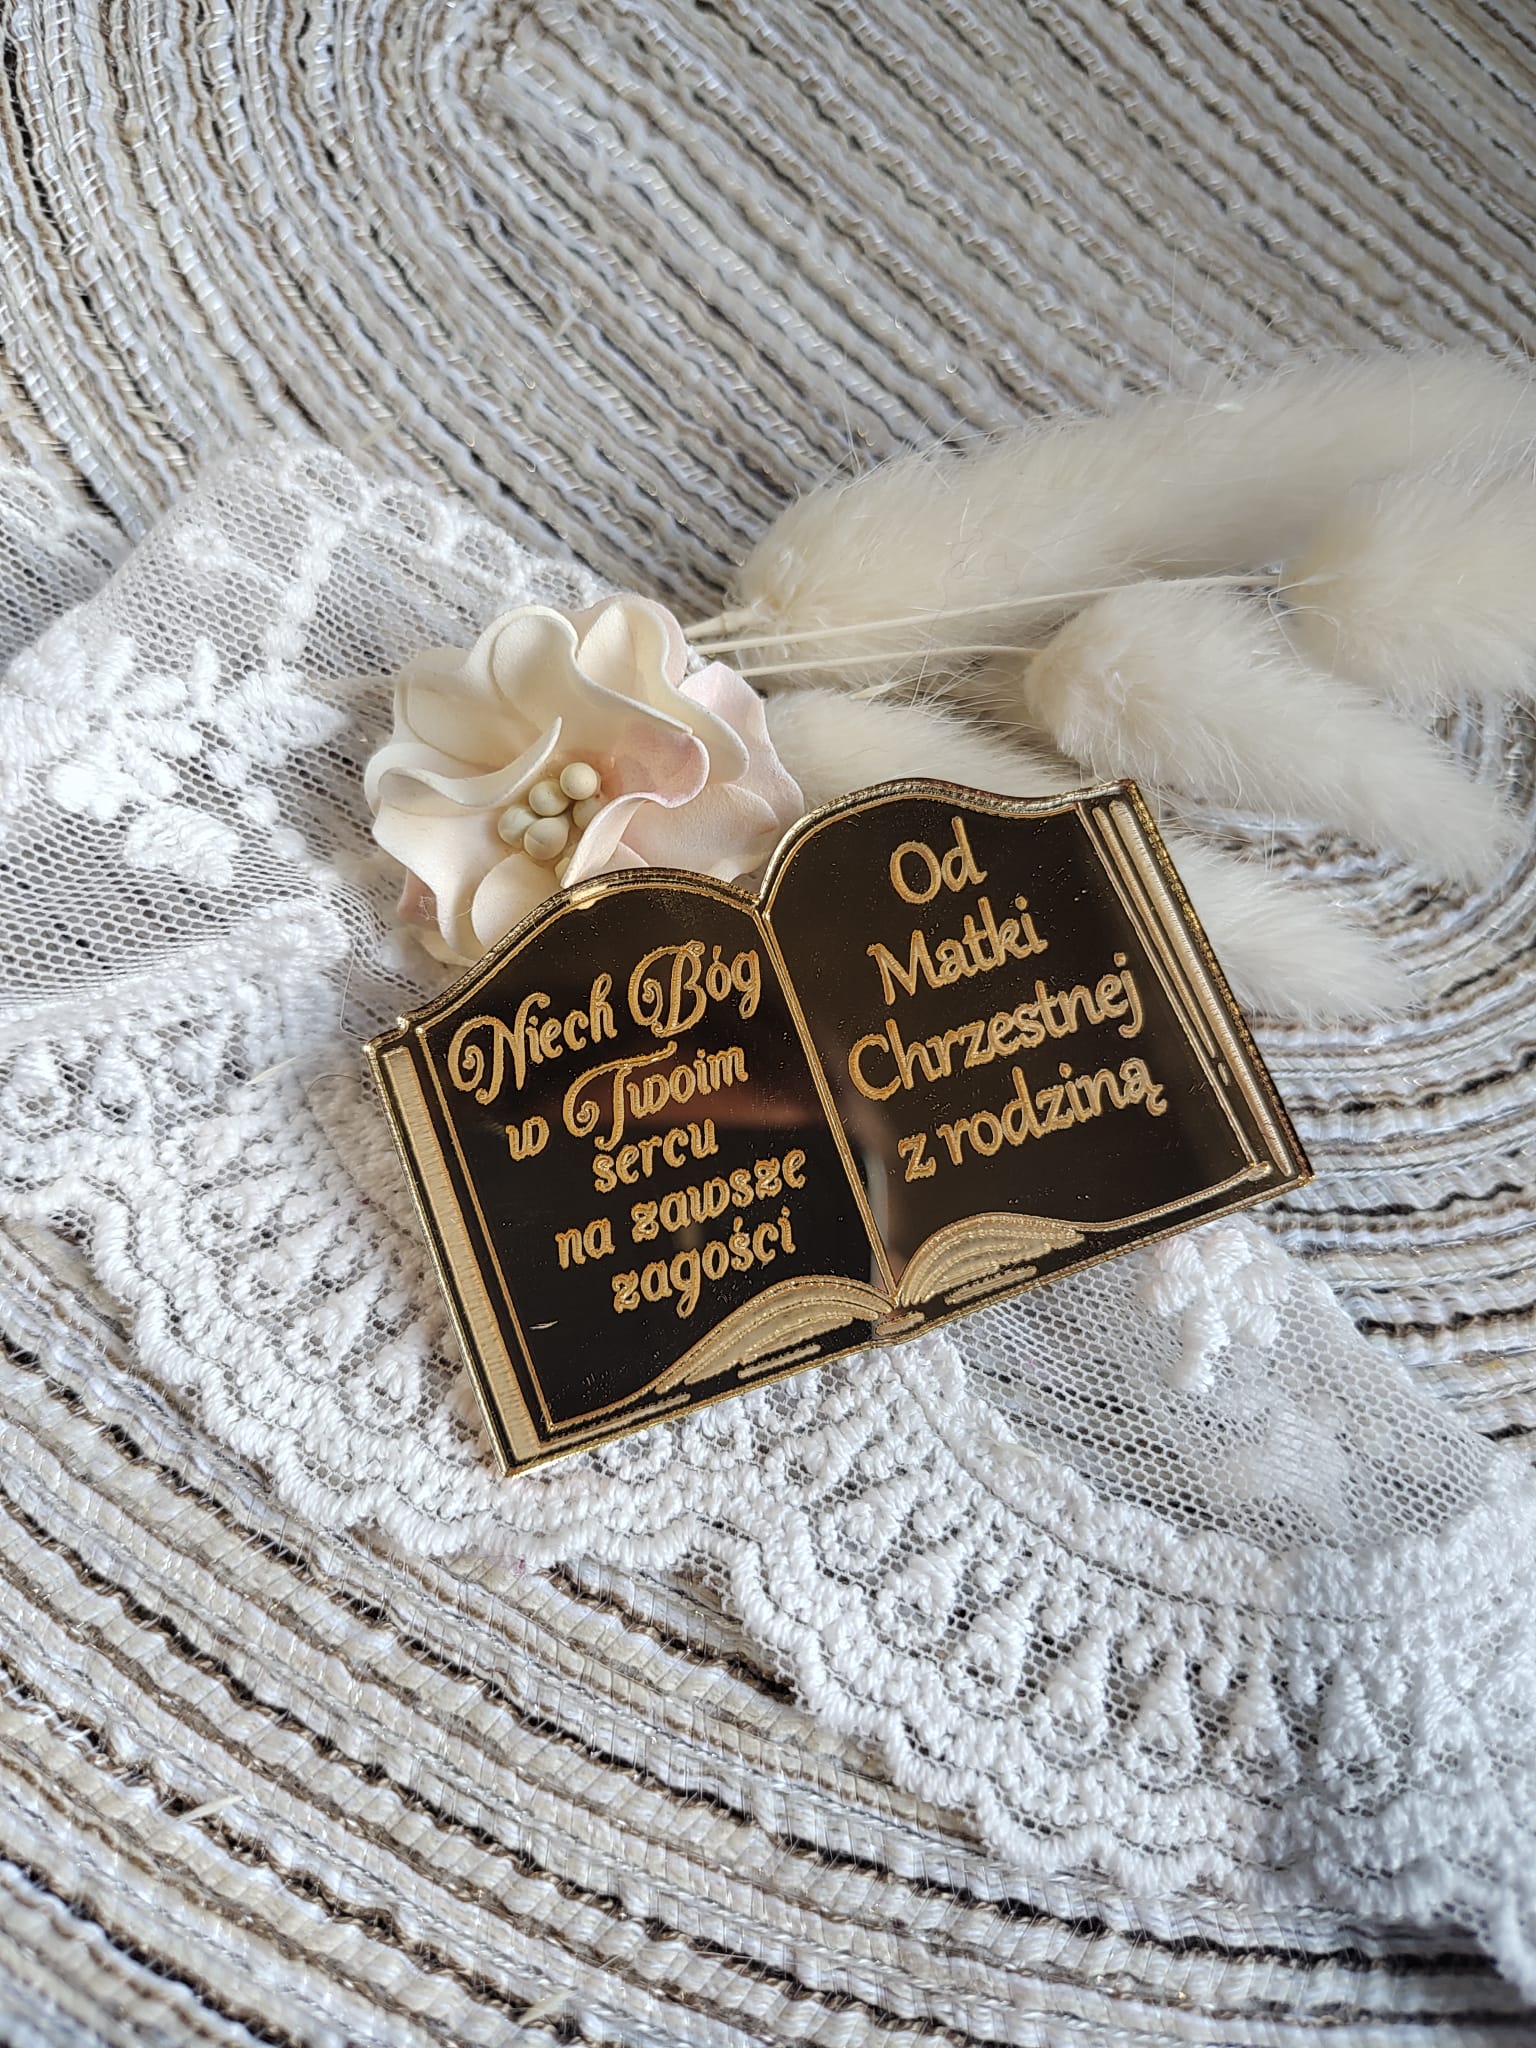 Niech Bóg
w Twoim
sercu
na zawsze
zagości
Od
Matki
Chrzestnej
z rodziną